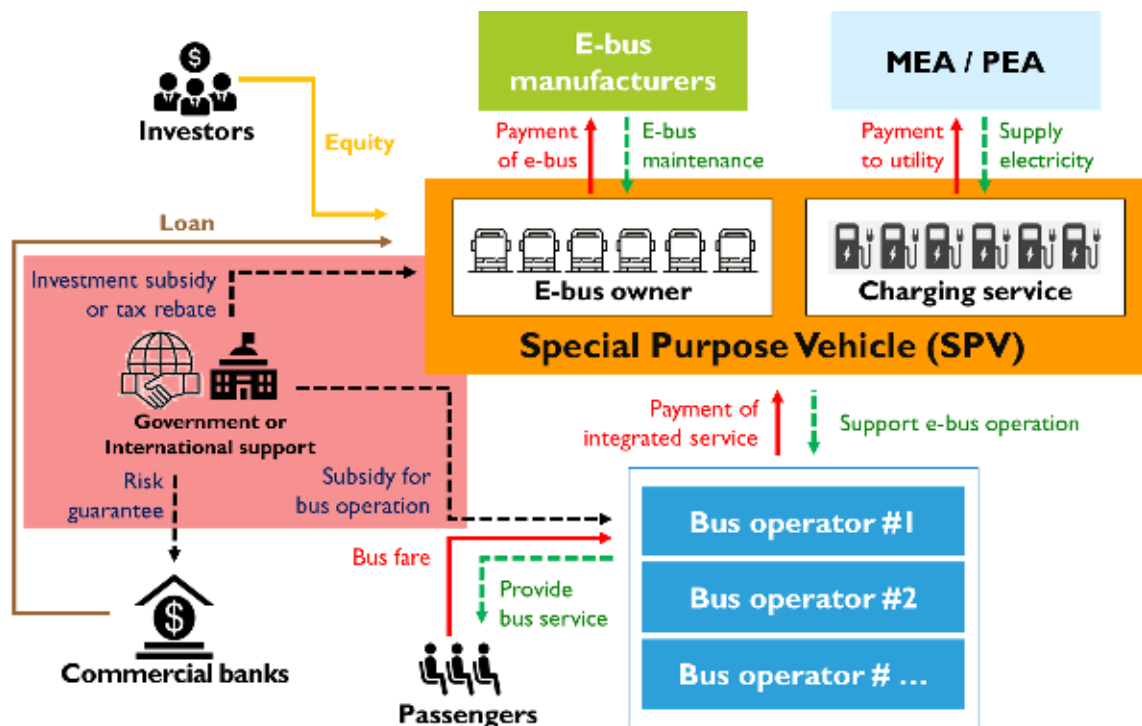 Investors
Equity
Loan
E-bus
manufacturers
MEA / PEA
Payment
of e-bus
E-bus
maintenance
Payment
to utility
Supply
electricity
E-bus owner
Charging service
Special Purpose Vehicle (SPV)
Investment subsidy
or tax rebate
Government or
International support
Risk
guarantee
Subsidy for
bus operation
Payment of
integrated service
Support e-bus operation
Bus operator #1
Bus operator #2
Bus operator # ...
Bus fare
Provide
bus service
Commercial banks
Passengers